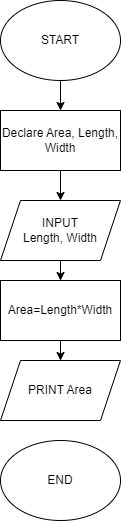 START
Declare Area, Length,
Width
INPUT
Length, Width
Area=Length*Width
PRINT Area
END